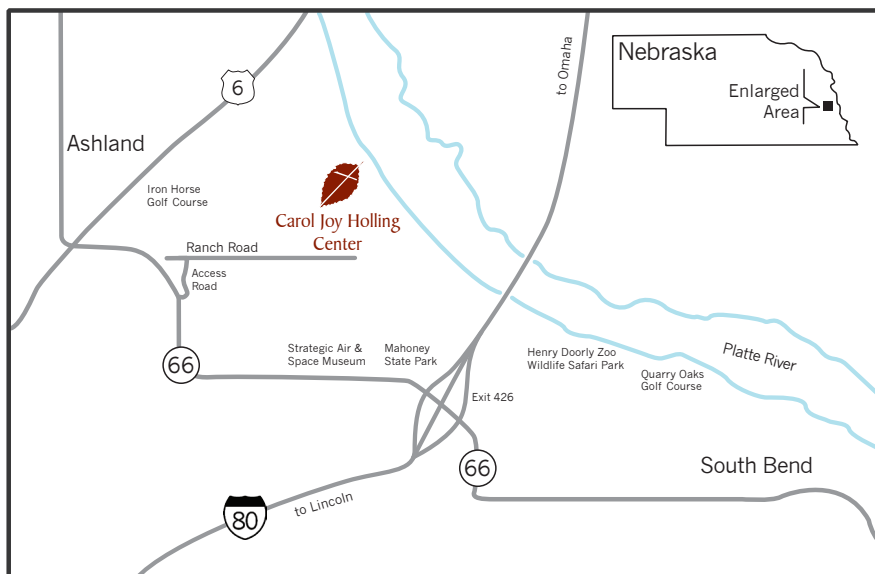 Nebraska
Enlarged
Area
to Omaha
6
Ashland
Iron Horse
Golf Course
Carol Joy Holling
Center
Ranch Road
Access
Road
66
Strategic Air &
Space Museum
Mahoney
State Park
Henry Doorly Zoo
Wildlife Safari Park
Platte River
Quarry Oaks
Golf Course
Exit 426
66
South Bend
to Lincoln
80